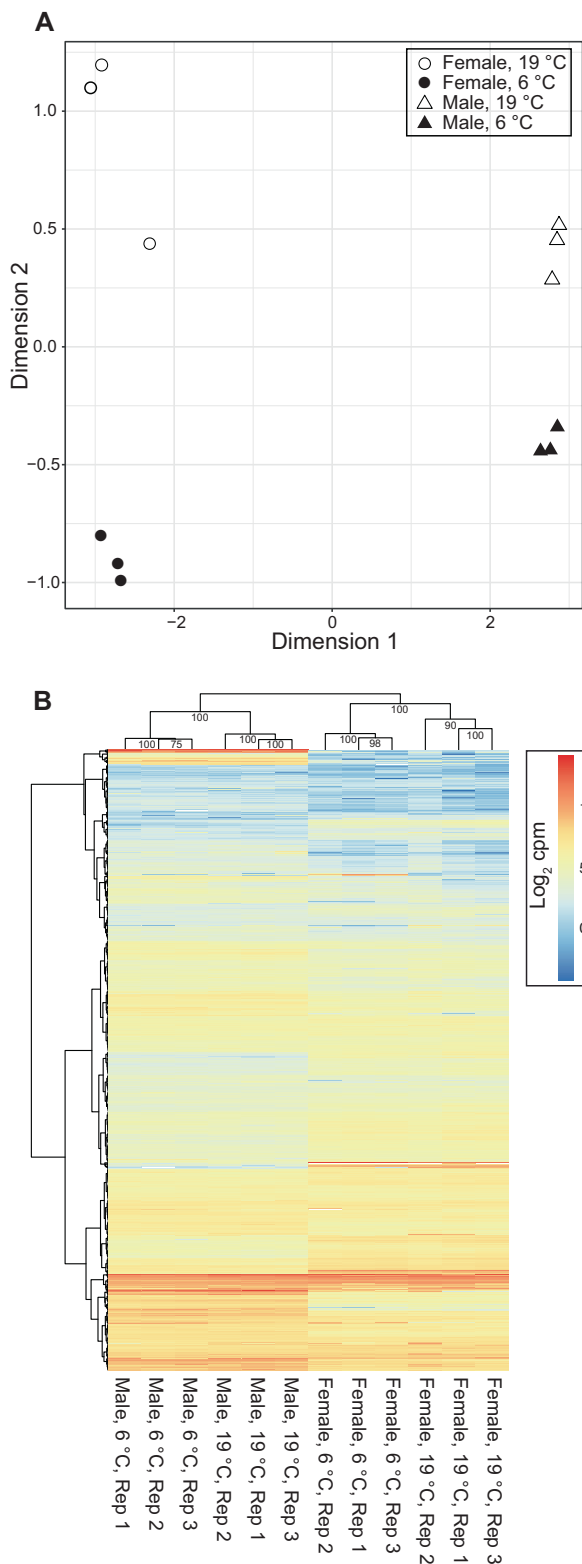 A
Female, 19 °C
Female, 6 °C
Male, 19 °C
Male, 6 °C
1.0
0.5
0.0
−0.5
−1.0
Dimension 2
−2
0
2
Dimension 1
B
100
100
100
75
100
100
100
98
90
100
Log2 cpm
Male, 6 °C, Rep 1
Male, 6 °C, Rep 2
Male, 6 °C, Rep 3
Male, 19 °C, Rep 2
Male, 19 °C, Rep 1
Male, 19 °C, Rep 3
Female, 6 °C, Rep 2
Female, 6 °C, Rep 1
Female, 6 °C, Rep 3
Female, 19 °C, Rep 2
Female, 19 °C, Rep 1
Female, 19 °C, Rep 3